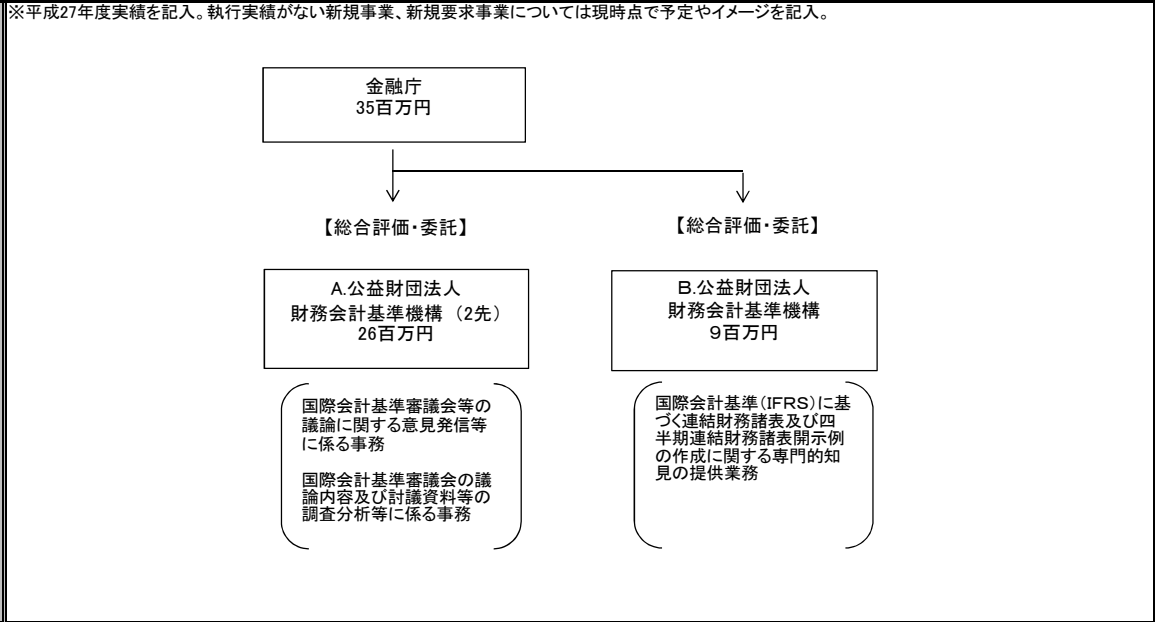 ※平成27年度実績を記入。執行実績がない新規事業、新規要求事業については現時点で予定やイメージを記入。
金融庁
35百万円
【総合評価・委託】
【総合評価・委託】
A.公益財団法人
財務会計基準機構 （2先）
26百万円
B.公益財団法人
財務会計基準機構
９百万円
国際会計基準審議会等の
議論に関する意見発信等
に係る事務
国際会計基準審議会の議
論内容及び討議資料等の
調査分析等に係る事務
国際会計基準（IFRS）に基
づく連結財務諸表及び四
半期連結財務諸表開示例
の作成に関する専門的知
見の提供業務